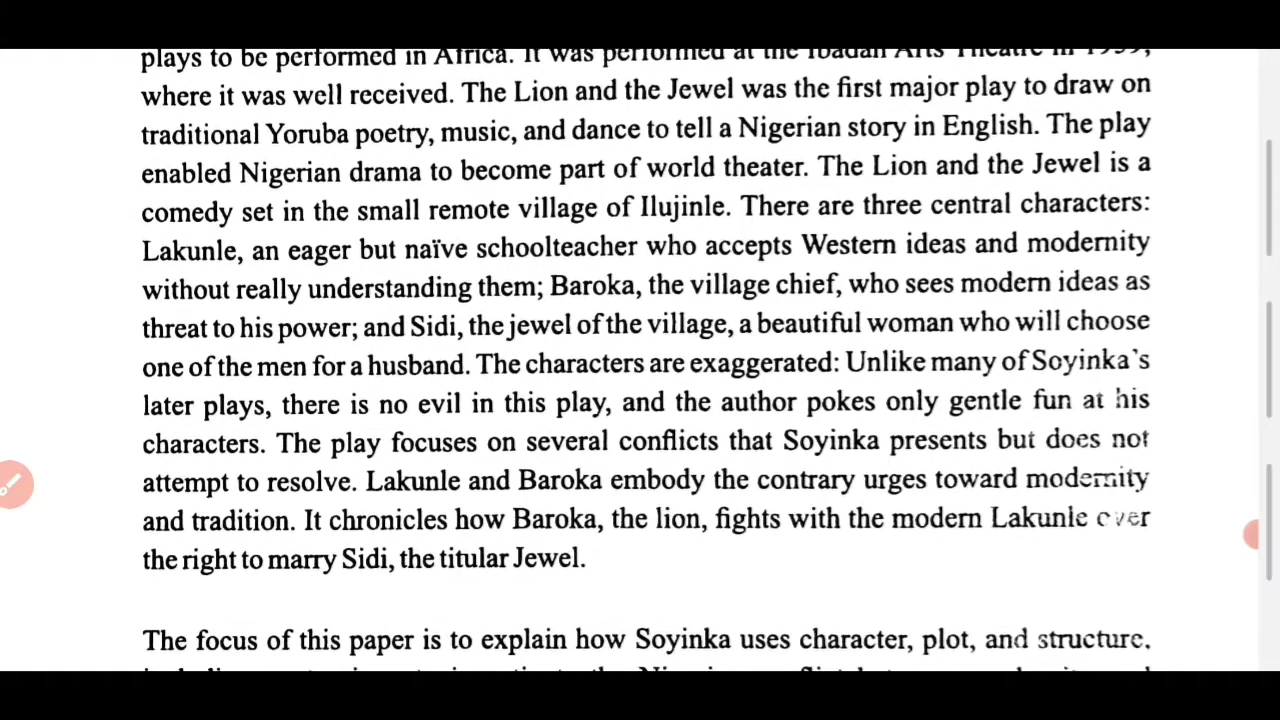 plays to be performed in Africa. It was performed at the Ibadan Arts Theatre in 1959,
where it was well received. The Lion and the Jewel was the first major play to draw on
traditional Yoruba poetry, music, and dance to tell a Nigerian story in English. The play
enabled Nigerian drama to become part of world theater. The Lion and the Jewel is a
comedy set in the small remote village of Ilujinle. There are three central characters:
Lakunle, an eager but naïve schoolteacher who accepts Western ideas and modernity
without really understanding them; Baroka, the village chief, who sees modern ideas as
threat to his power; and Sidi, the jewel of the village, a beautiful woman who will choose
one of the men for a husband. The characters are exaggerated: Unlike many of Soyinka's
later plays, there is no evil in this play, and the author pokes only gentle fun at his
characters. The play focuses on several conflicts that Soyinka presents but does not
attempt to resolve. Lakunle and Baroka embody the contrary urges toward modernity
and tradition. It chronicles how Baroka, the lion, fights with the modern Lakunle over
the right to marry Sidi, the titular Jewel.
The focus of this paper is to explain how Soyinka uses character, plot, and structure,